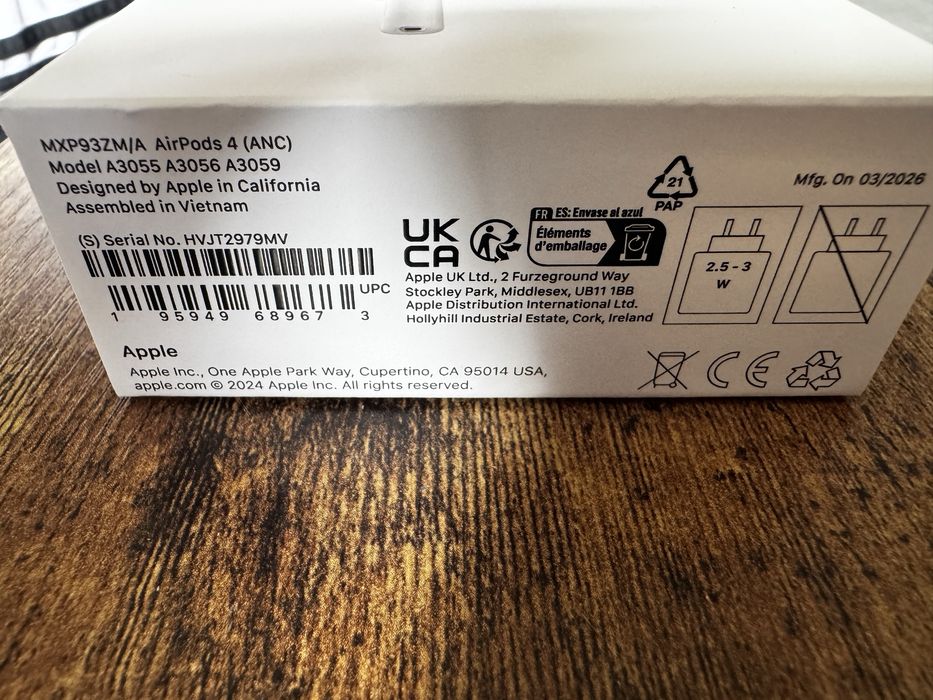 MXP93ZM/A AirPods 4 (ANC)
Model A3055 A3056 A3059
Designed by Apple in California
Assembled in Vietnam
(S) Serial No. HVJT2979MV
UPC
1 95949 68967 3
Apple
Apple Inc., One Apple Park Way, Cupertino, CA 95014 USA,
apple.com © 2024 Apple Inc. All rights reserved.
UK
CA
FR ES: Envase al azul
Éléments
d'emballage
Apple UK Ltd., 2 Furzeground Way
Stockley Park, Middlesex, UB11 1BB
Apple Distribution International Ltd.
Hollyhill Industrial Estate, Cork, Ireland
21
PAP
Mfg. On 03/2026
2.5 - 3
W
CE